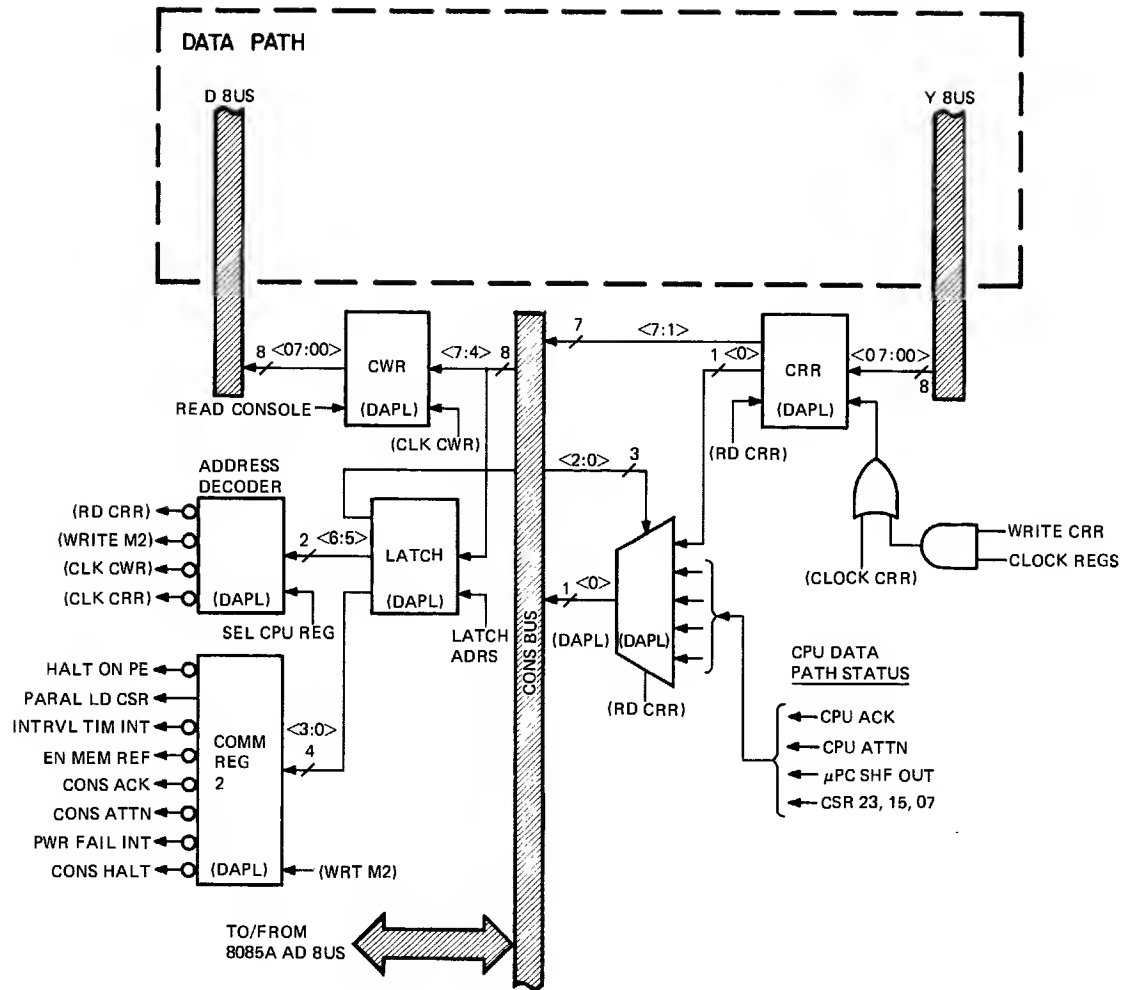 DATA PATH
D 8US
Y 8US
8
<07:00>
CWR
(DAPL)
<7:4>
8
READ CONSOLE
(CLK CWR)
7
<7:1>
1
<0>
CRR
(DAPL)
<07:00>
8
(RD CRR)
WRITE CRR
CLOCK REGS
(CLOCK CRR)
<2:0>
3
ADDRESS
DECODER
(RD CRR)
(WRITE M2)
(CLK CWR)
(CLK CRR)
(DAPL)
SEL CPU REG
2
<6:5>
LATCH
(DAPL)
LATCH
ADRS
CONS BUS
1
<0>
(DAPL)
(DAPL)
(RD CRR)
CPU DATA
PATH STATUS
CPU ACK
CPU ATTN
μPC SHF OUT
CSR 23, 15, 07
HALT ON PE
PARAL LD CSR
INTRVL TIM INT
EN MEM REF
CONS ACK
CONS ATTN
PWR FAIL INT
CONS HALT
COMM
REG
2
(DAPL)
<3:0>
4
(WRT M2)
TO/FROM
8085A AD 8US